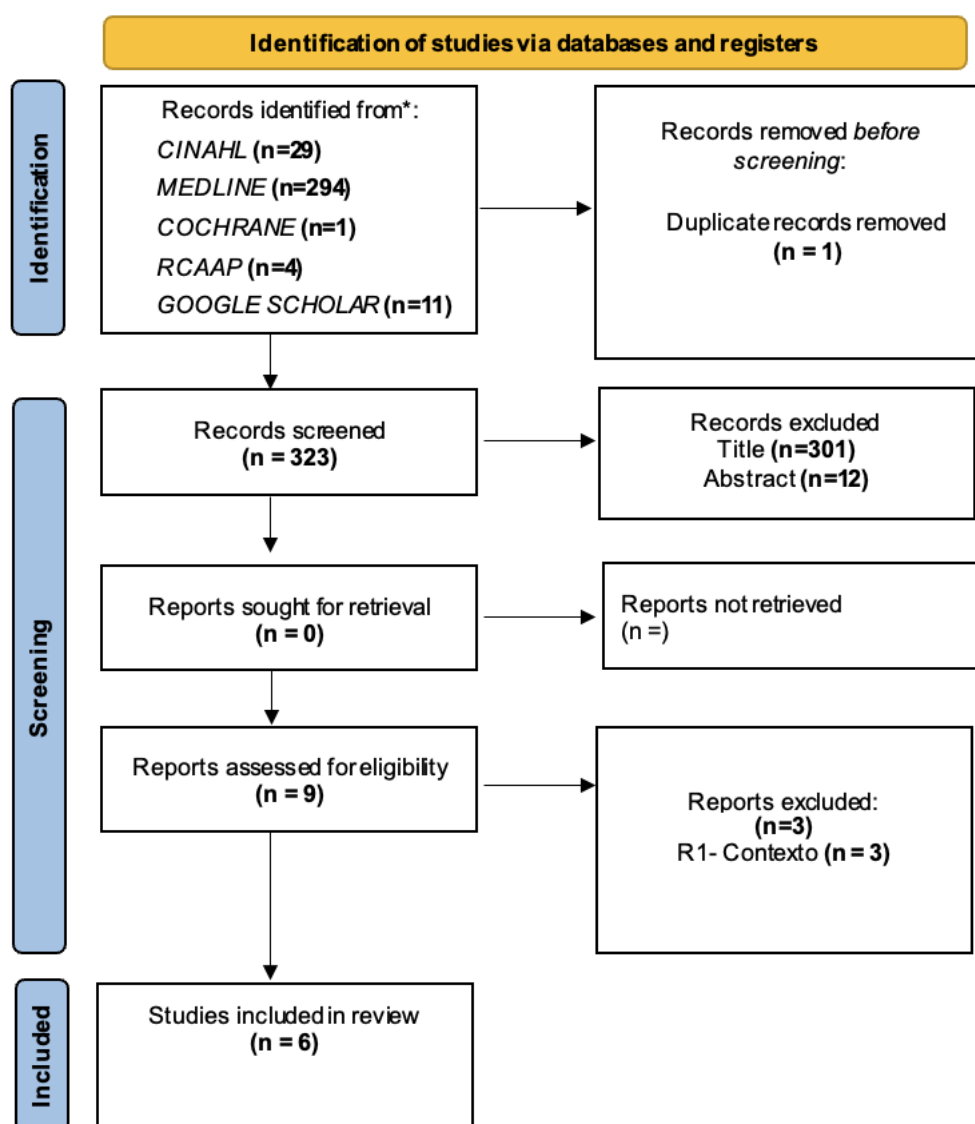 Identification of studies via databases and registers
Identification
Records identified from*:
CINAHL (n=29)
MEDLINE (n=294)
COCHRANE (n=1)
RCAAP (n=4)
GOOGLE SCHOLAR (n=11)
Records removed before
screening:
Duplicate records removed
(n = 1)
Screening
Records screened
(n = 323)
Records excluded
Title (n=301)
Abstract (n=12)
Reports sought for retrieval
(n = 0)
Reports not retrieved
(n =)
Reports assessed for eligibility
(n = 9)
Reports excluded:
(n=3)
R1- Contexto (n = 3)
Included
Studies included in review
(n = 6)